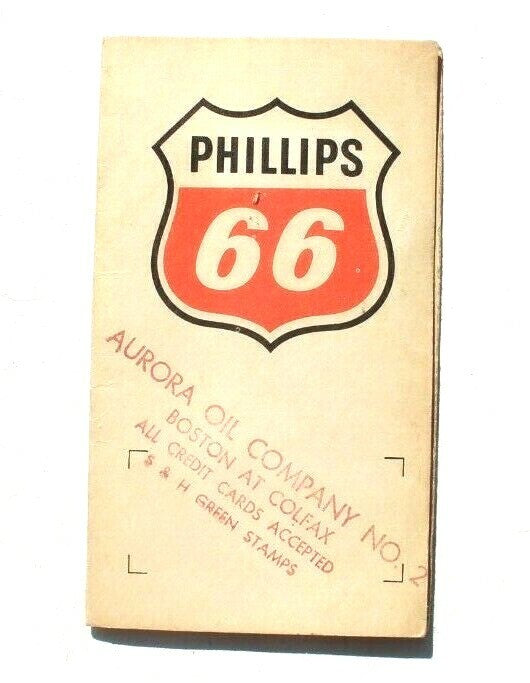 PHILLIPS
66
AURORA OIL COMPANY NO. 2
BOSTON AT COLFAX
ALL CREDIT CARDS ACCEPTED
S & H GREEN STAMPS